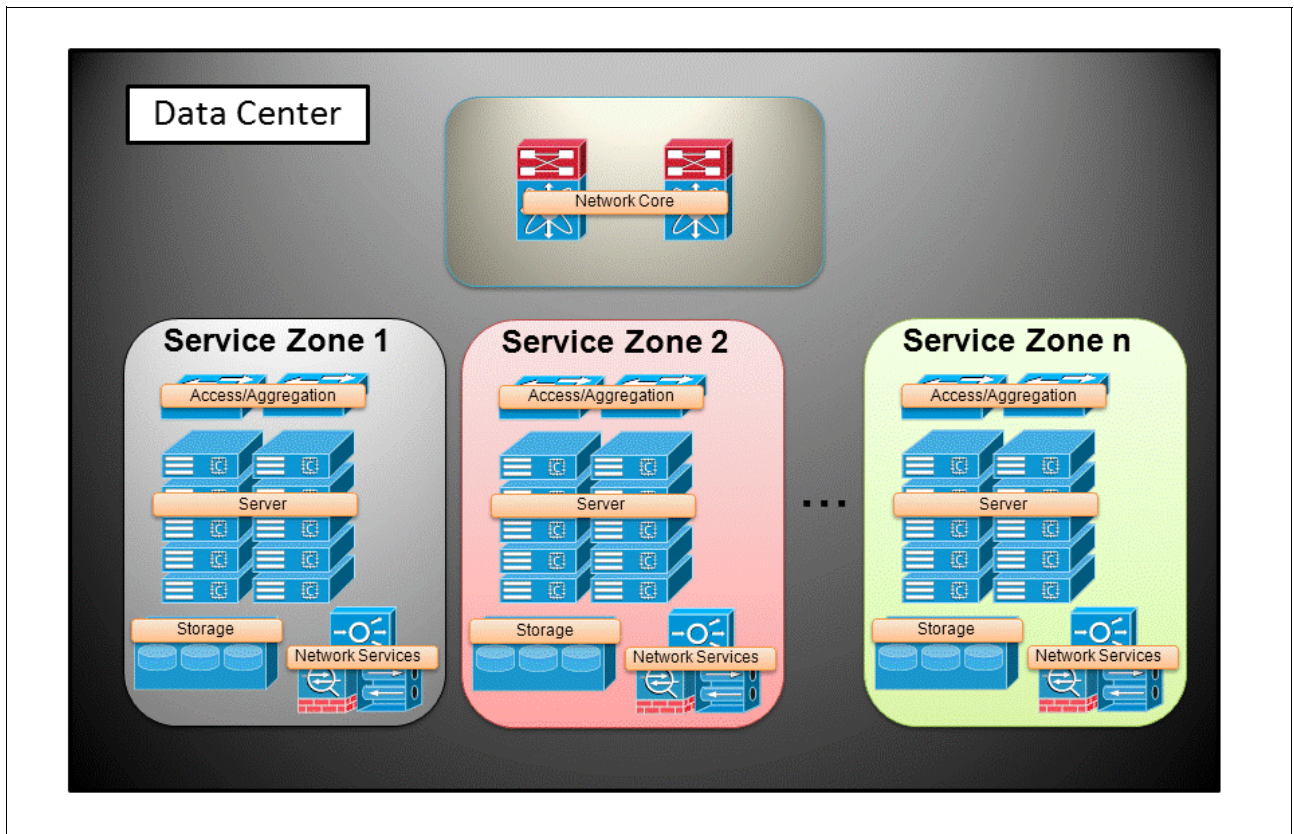 Data Center
Network Core
Service Zone 1
Access/Aggregation
Server
Storage
Network Services
Service Zone 2
Access/Aggregation
Server
Storage
Network Services
...
Service Zone n
Access/Aggregation
Server
Storage
Network Services